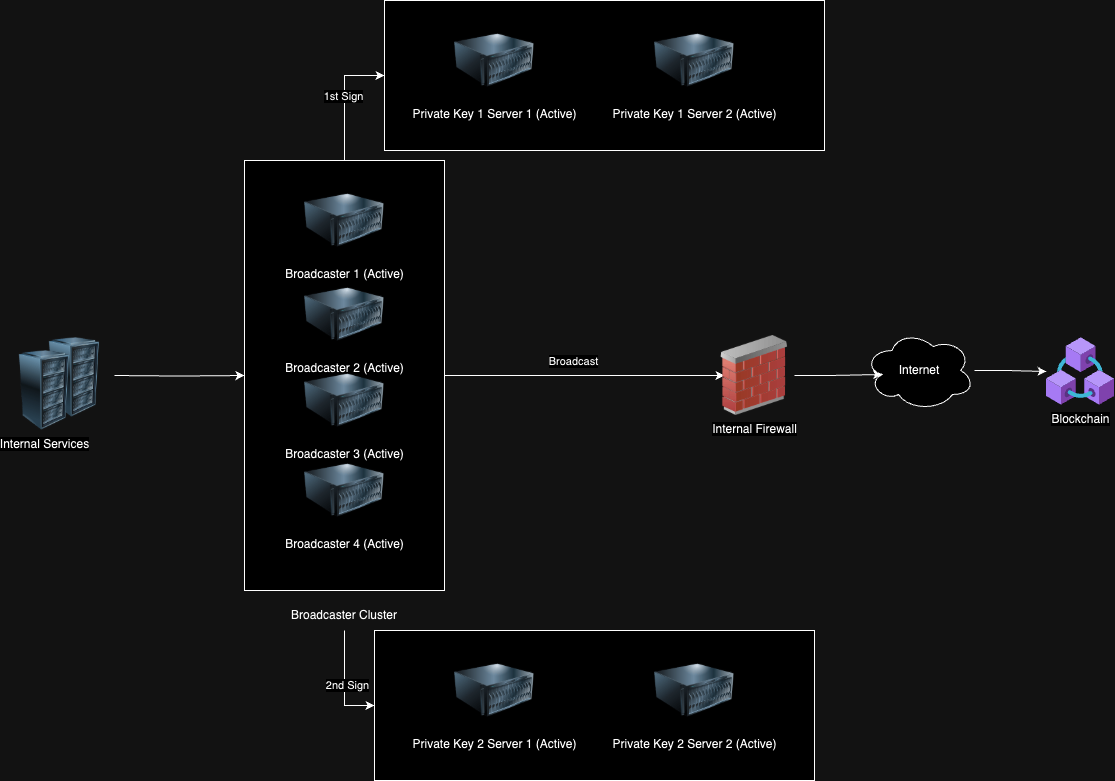 Private Key 1 Server 1 (Active)
Private Key 1 Server 2 (Active)
1st Sign
Broadcaster 1 (Active)
Broadcaster 2 (Active)
Broadcaster 3 (Active)
Broadcaster 4 (Active)
Broadcaster Cluster
Internal Services
Broadcast
Internal Firewall
Internet
Blockchain
2nd Sign
Private Key 2 Server 1 (Active)
Private Key 2 Server 2 (Active)